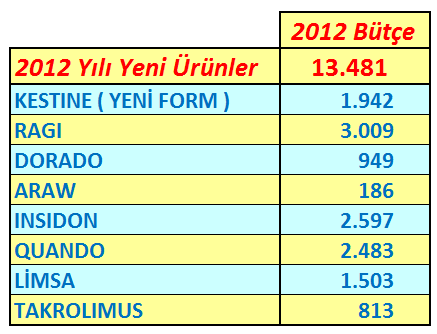 2012 Bütçe
2012 Yılı Yeni Ürünler 13.481
KESTINE ( YENİ FORM ) 1.942
RAGI 3.009
DORADO 949
ARAW 186
INSIDON 2.597
QUANDO 2.483
LİMSA 1.503
TAKROLIMUS 813